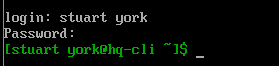 login: stuart york
Password:
[stuart york@hq-cli ~]$ _